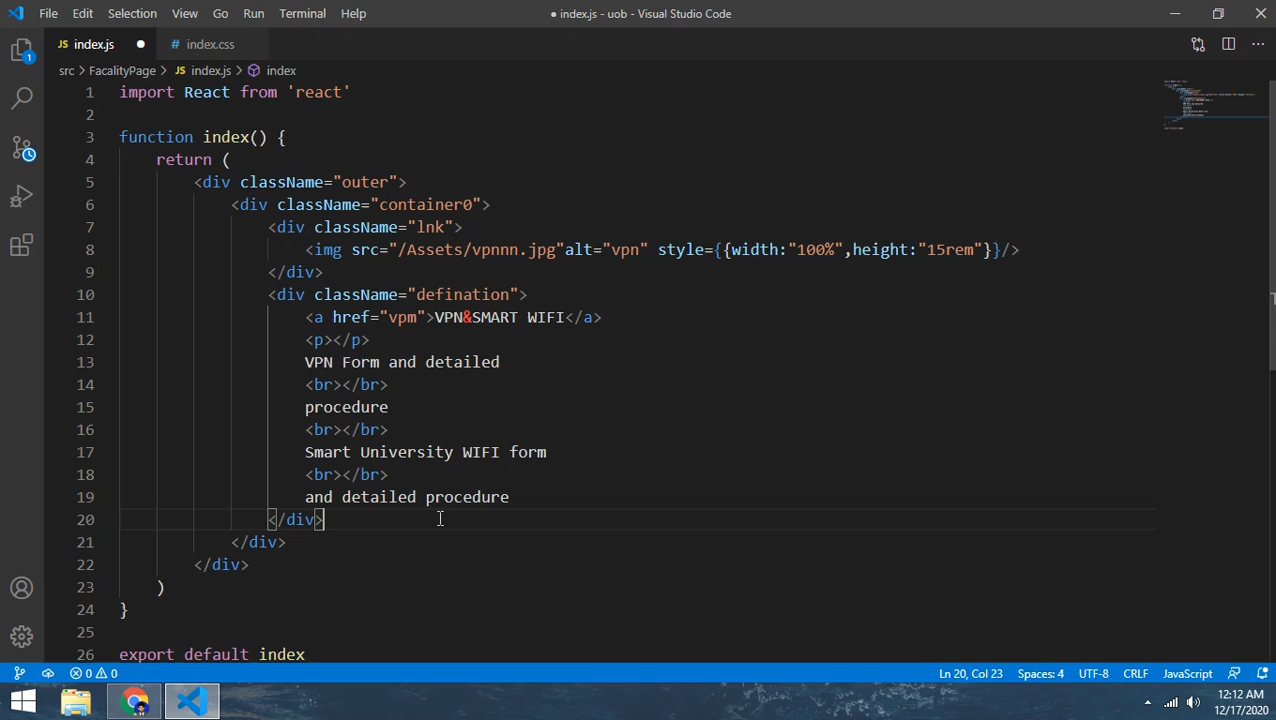 File Edit Selection View Go Run Terminal Help ● index.js - uob - Visual Studio Code
JS index.js ● # index.css
src > FacalityPage > JS index.js > index
1 import React from 'react'
2
3 function index() {
4 return (
5 <div className="outer">
6 <div className="container0">
7 <div className="lnk">
8 <img src="/Assets/vpnnn.jpg"alt="vpn" style={{width:"100%",height:"15rem"}}/>
9 </div>
10 <div className="defination">
11 <a href="vpm">VPN&SMART WIFI</a>
12 <p></p>
13 VPN Form and detailed
14 <br></br>
15 procedure
16 <br></br>
17 Smart University WIFI form
18 <br></br>
19 and detailed procedure
20 </div>
21 </div>
22 </div>
23 )
24 }
25
26 export default index
1
0 0 Ln 20, Col 23 Spaces: 4 UTF-8 CRLF JavaScript
12:12 AM
12/17/2020